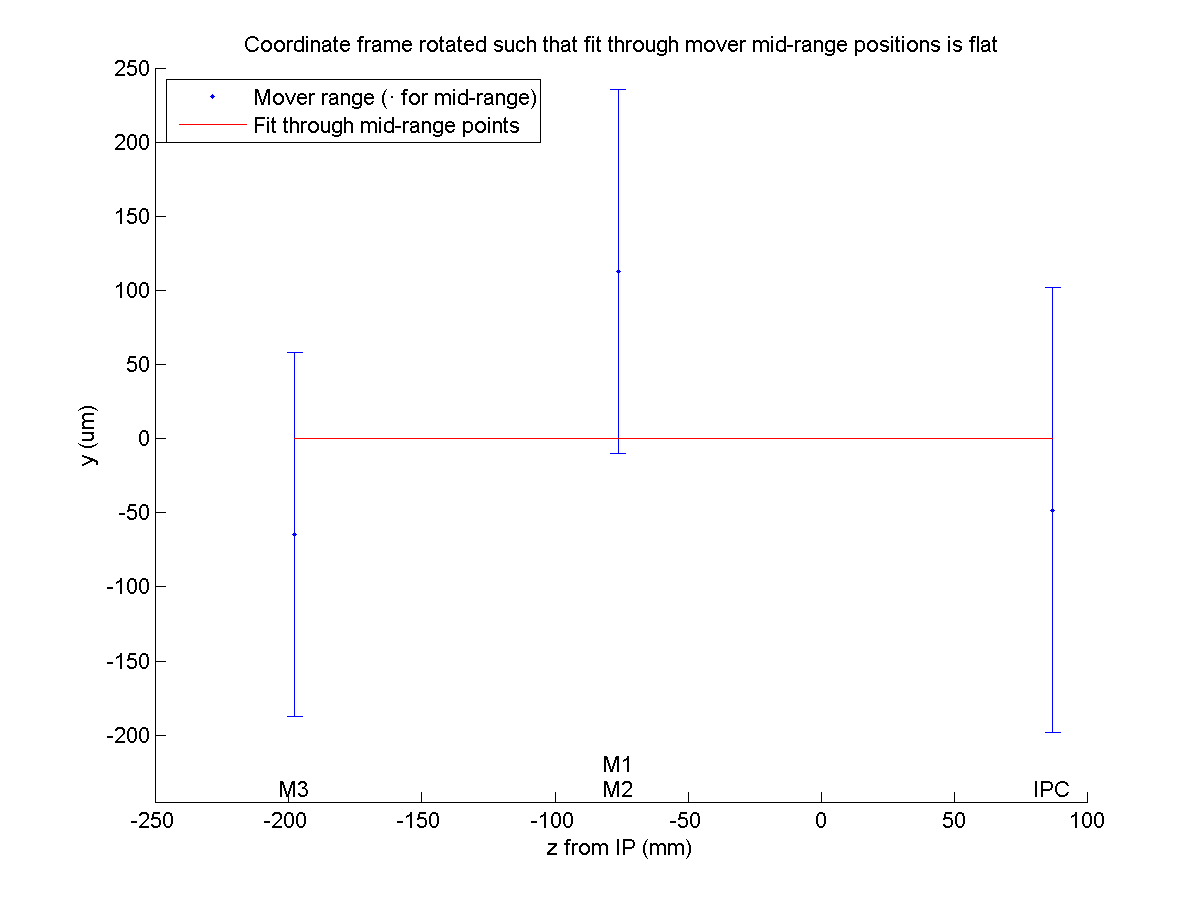 Coordinate frame rotated such that fit through mover mid-range positions is flat
250
200
150
100
50
0
-50
-100
-150
-200
y (um)
Mover range (· for mid-range)
Fit through mid-range points
M1
M3 M2 IPC
-250 -200 -150 -100 -50 0 50 100
z from IP (mm)